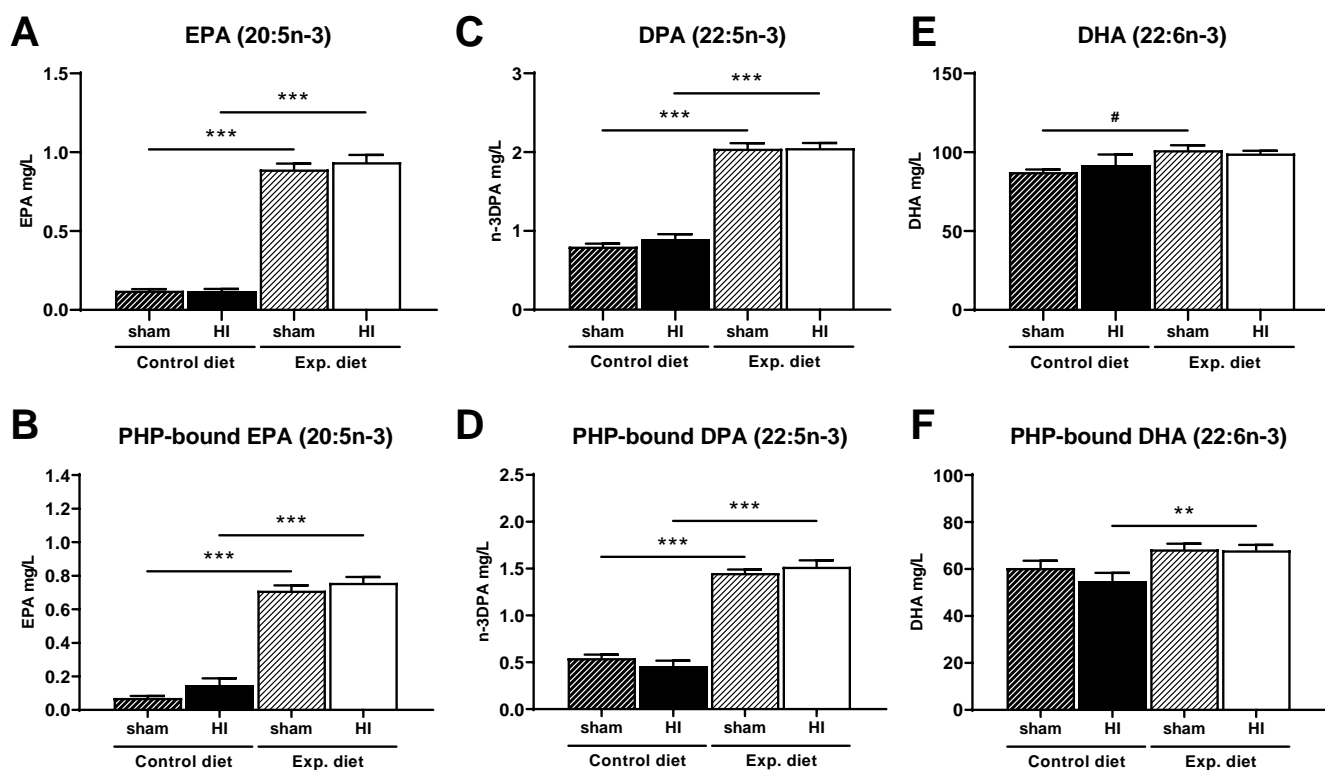 A
EPA (20:5n-3)
EPA mg/L
1.5
1.0
0.5
0.0
***
***
sham HI sham HI
Control diet Exp. diet
C
DPA (22:5n-3)
n-3DPA mg/L
3
2
1
0
***
***
sham HI sham HI
Control diet Exp. diet
E
DHA (22:6n-3)
DHA mg/L
150
100
50
0
#
sham HI sham HI
Control diet Exp. diet
B
PHP-bound EPA (20:5n-3)
EPA mg/L
1.4
1.2
1.0
0.8
0.6
0.4
0.2
0.0
***
***
sham HI sham HI
Control diet Exp. diet
D
PHP-bound DPA (22:5n-3)
n-3DPA mg/L
2.5
2.0
1.5
1.0
0.5
0.0
***
***
sham HI sham HI
Control diet Exp. diet
F
PHP-bound DHA (22:6n-3)
DHA mg/L
100
80
60
40
20
0
**
sham HI sham HI
Control diet Exp. diet